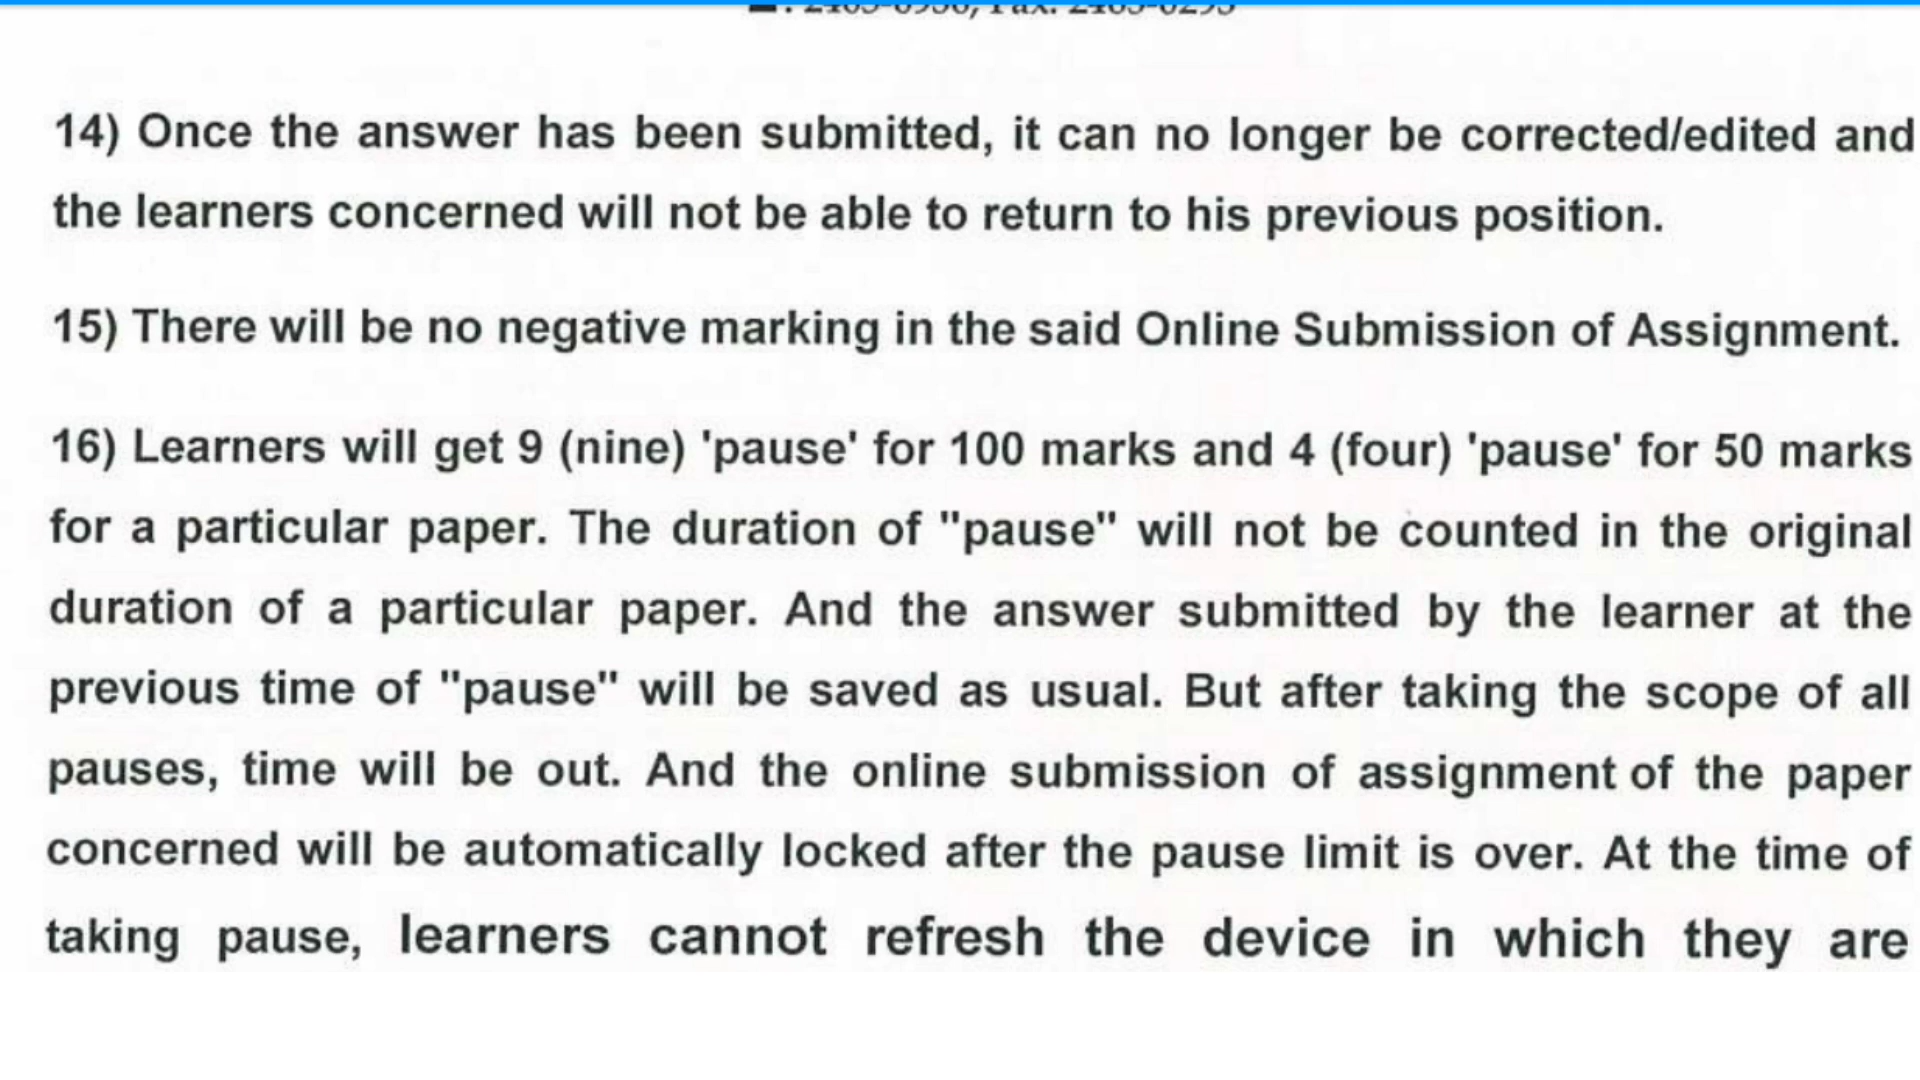 14) Once the answer has been submitted, it can no longer be corrected/edited and
the learners concerned will not be able to return to his previous position.
15) There will be no negative marking in the said Online Submission of Assignment.
16) Learners will get 9 (nine) 'pause' for 100 marks and 4 (four) 'pause' for 50 marks
for a particular paper. The duration of "pause" will not be counted in the original
duration of a particular paper. And the answer submitted by the learner at the
previous time of "pause" will be saved as usual. But after taking the scope of all
pauses, time will be out. And the online submission of assignment of the paper
concerned will be automatically locked after the pause limit is over. At the time of
taking pause, learners cannot refresh the device in which they are